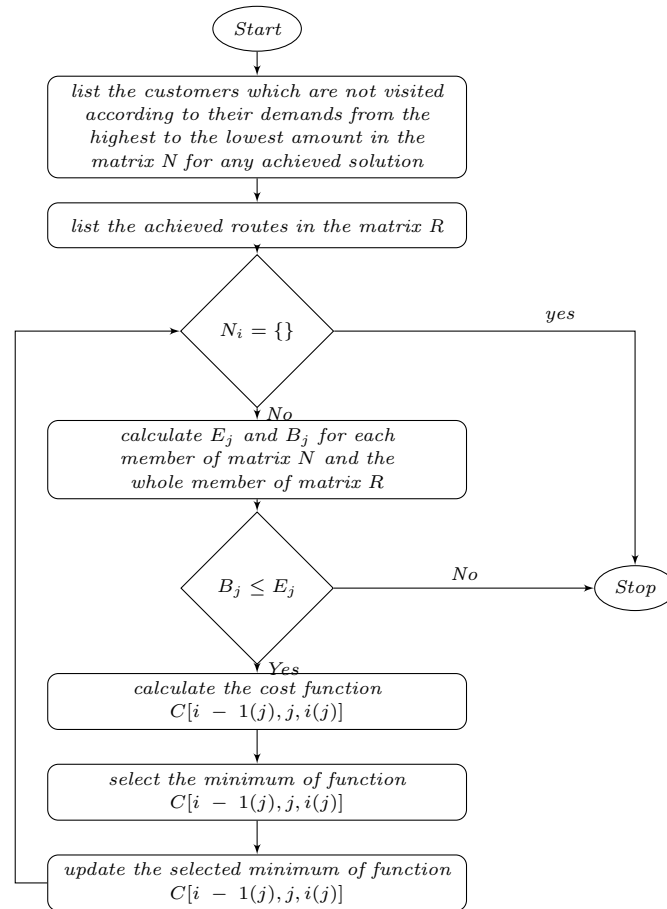 Start
list the customers which are not visited
according to their demands from the
highest to the lowest amount in the
matrix N for any achieved solution
list the achieved routes in the matrix R
N_i = {}
yes
No
calculate E_j and B_j for each
member of matrix N and the
whole member of matrix R
B_j ≤ E_j
No
Stop
Yes
calculate the cost function
C[i − 1(j), j, i(j)]
select the minimum of function
C[i − 1(j), j, i(j)]
update the selected minimum of function
C[i − 1(j), j, i(j)]